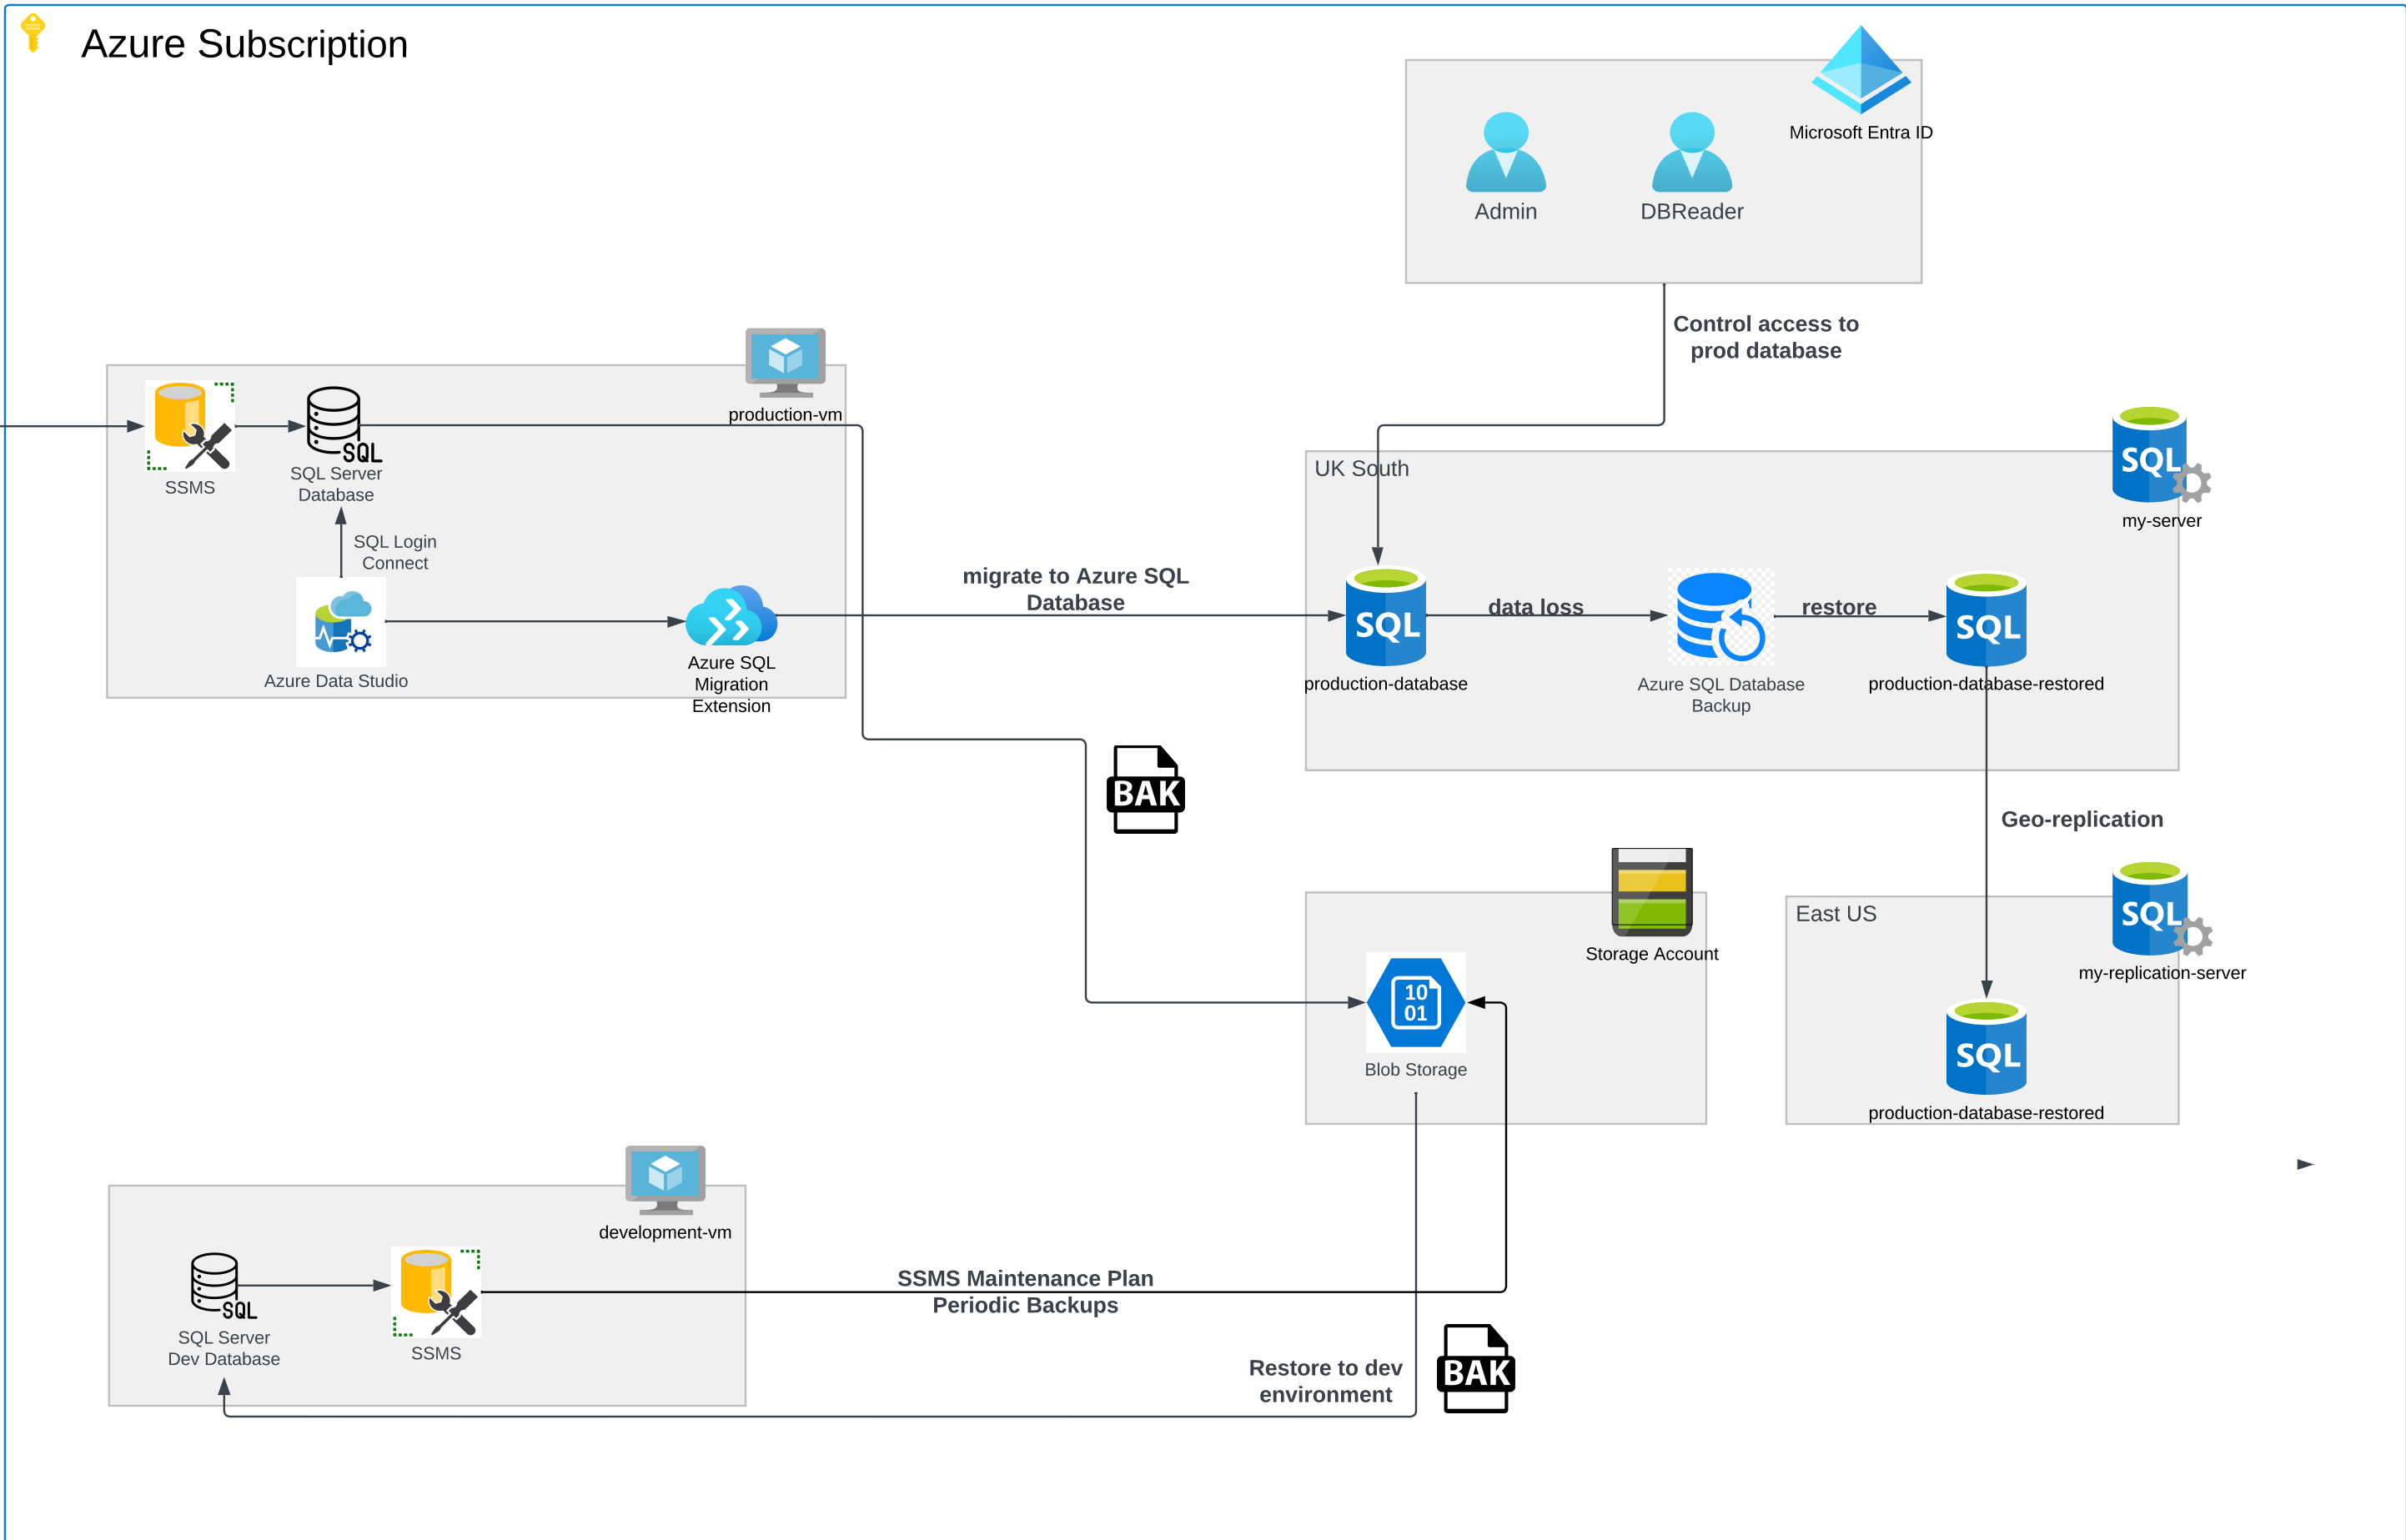 Azure Subscription
Microsoft Entra ID
Admin
DBReader
Control access to
prod database
production-vm
SSMS
SQL
SQL Server
Database
SQL Login
Connect
Azure Data Studio
Azure SQL
Migration
Extension
migrate to Azure SQL
Database
UK South
SQL
my-server
SQL
production-database
data loss
Azure SQL Database
Backup
restore
SQL
production-database-restored
BAK
Geo-replication
Storage Account
10
01
Blob Storage
East US
SQL
my-replication-server
SQL
production-database-restored
development-vm
SQL
SQL Server
Dev Database
SSMS
SSMS Maintenance Plan
Periodic Backups
Restore to dev
environment
BAK